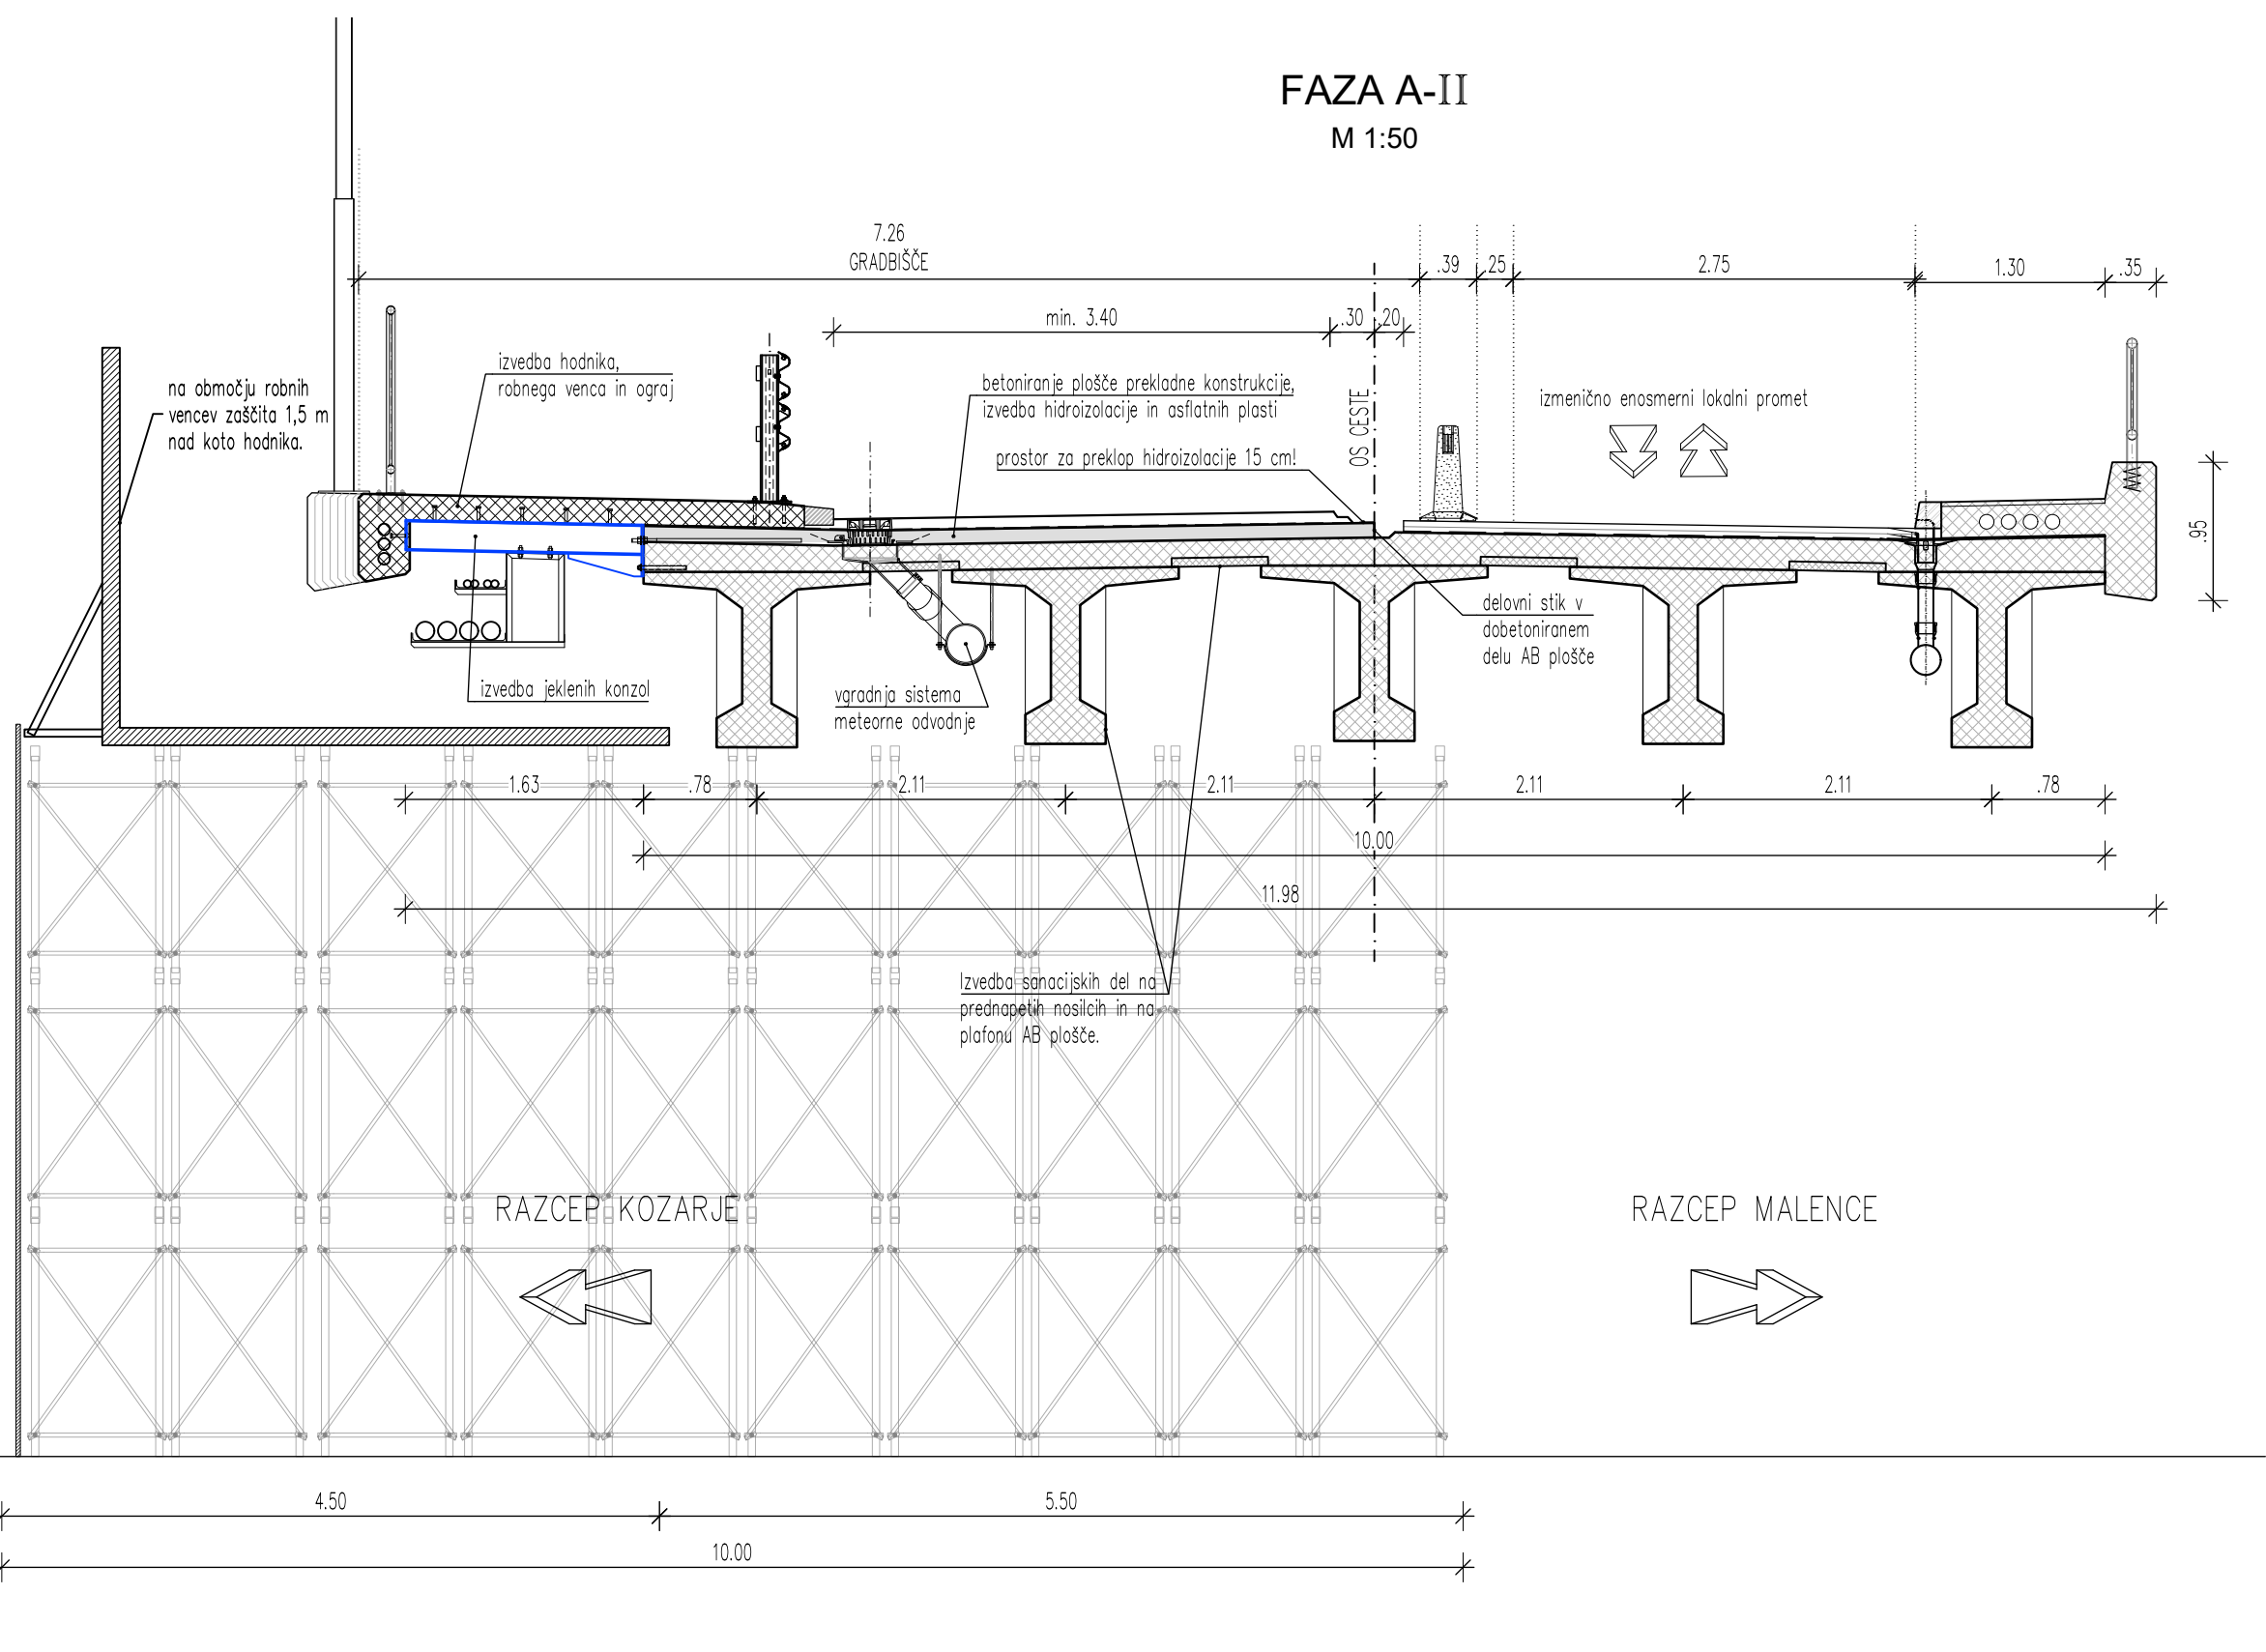 FAZA A-II
M 1:50
7.26
GRADBIŠČE
.39
.25
2.75
1.30
.35
min. 3.40
.30
.20
OS CESTE
na območju robnih
vencev zaščita 1,5 m
nad koto hodnika.
izvedba hodnika,
robnega venca in ograj
betoniranje plošče prekladne konstrukcije,
izvedba hidroizolacije in asflatnih plasti
prostor za preklop hidroizolacije 15 cm!
izmenično enosmerni lokalni promet
.95
delovni stik v
dobetoniranem
delu AB plošče
izvedba jeklenih konzol
vgradnja sistema
meteorne odvodnje
1.63
.78
2.11
2.11
2.11
2.11
.78
10.00
11.98
Izvedba sanacijskih del na
prednapetih nosilcih in na
plafonu AB plošče.
RAZCEP KOZARJE
RAZCEP MALENCE
4.50
5.50
10.00